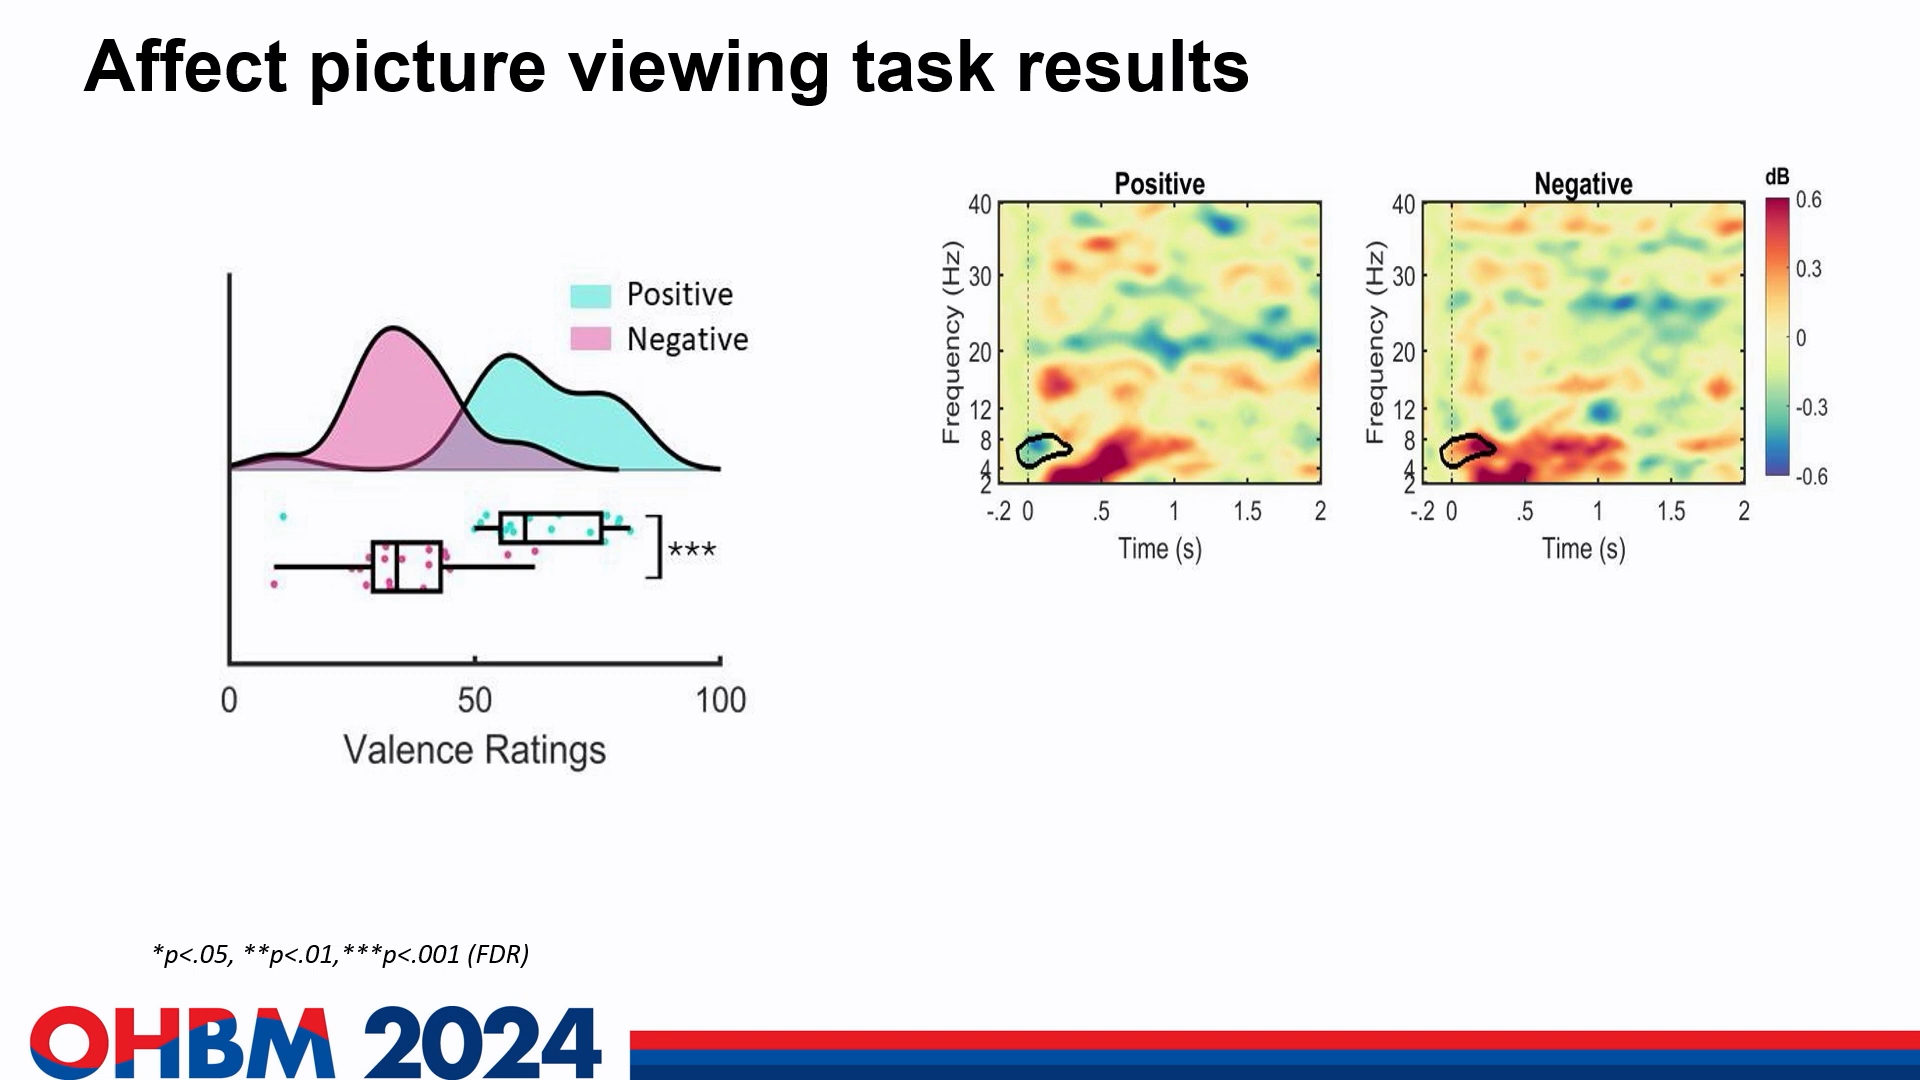 Affect picture viewing task results
Positive
Negative
***
0 50 100
Valence Ratings
Positive
40
30
20
12
8
4
2
Frequency (Hz)
-.2 0 .5 1 1.5 2
Time (s)
Negative
40
30
20
12
8
4
2
Frequency (Hz)
-.2 0 .5 1 1.5 2
Time (s)
dB
0.6
0.3
0
-0.3
-0.6
*p<.05, **p<.01,***p<.001 (FDR)
OHBM 2024